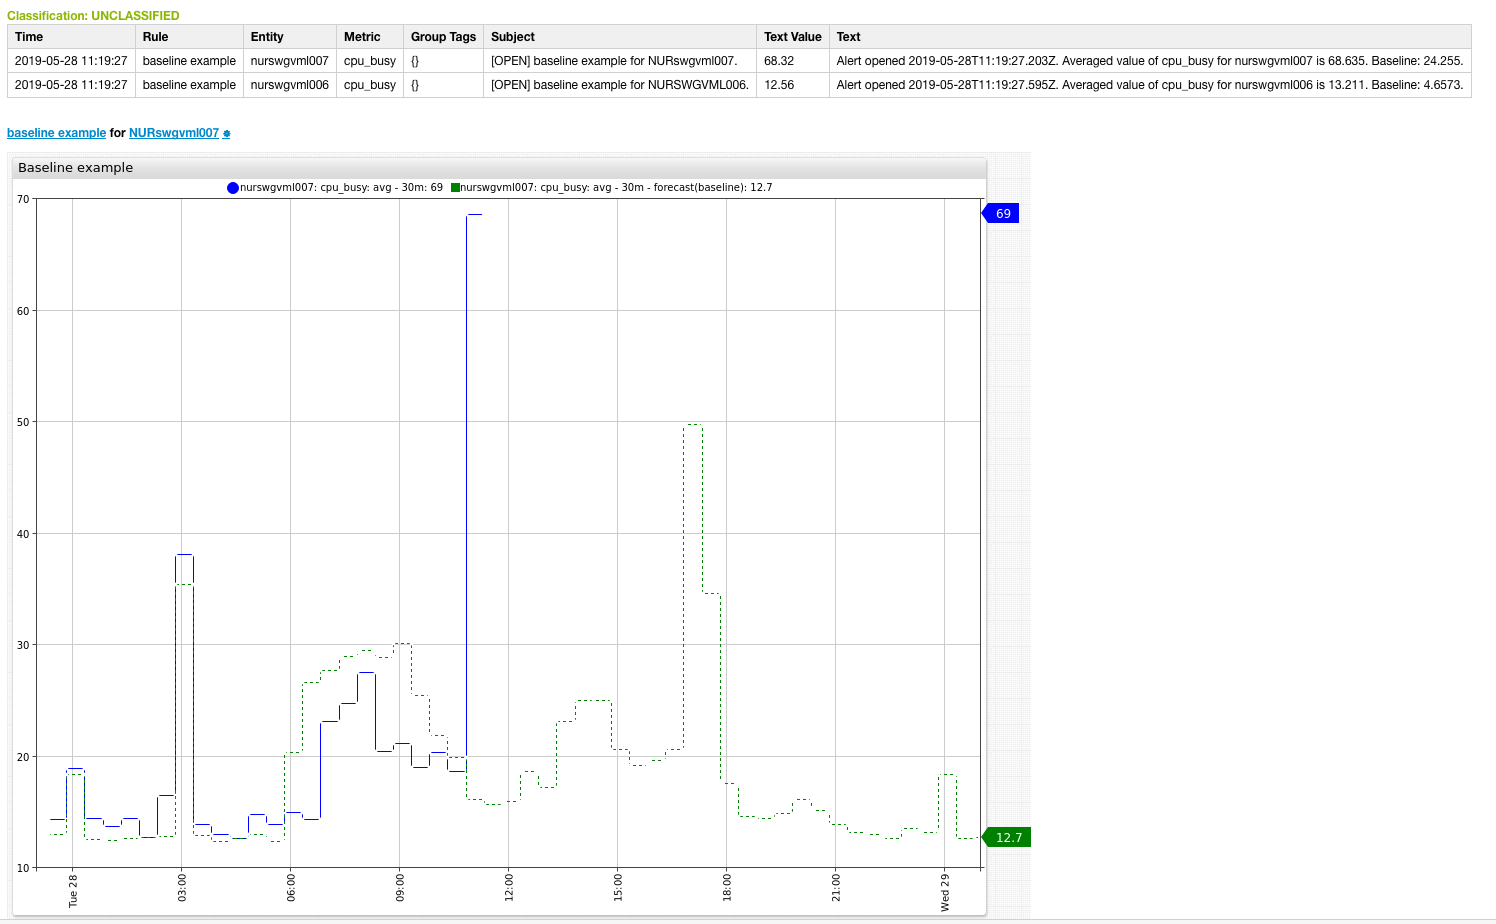 Classification: UNCLASSIFIED
Time Rule Entity Metric Group Tags Subject Text Value Text
2019-05-28 11:19:27 baseline example nurswgvml007 cpu_busy {} [OPEN] baseline example for NURswgvml007. 68.32 Alert opened 2019-05-28T11:19:27.203Z. Averaged value of cpu_busy for nurswgvml007 is 68.635. Baseline: 24.255.
2019-05-28 11:19:27 baseline example nurswgvml006 cpu_busy {} [OPEN] baseline example for NURSWGVML006. 12.56 Alert opened 2019-05-28T11:19:27.595Z. Averaged value of cpu_busy for nurswgvml006 is 13.211. Baseline: 4.6573.
baseline example for NURswgvml007
Baseline example
nurswgvml007: cpu_busy: avg - 30m: 69 nurswgvml007: cpu_busy: avg - 30m - forecast(baseline): 12.7
70
69
60
50
40
30
20
12.7
10
Tue 28 03:00 06:00 09:00 12:00 15:00 18:00 21:00 Wed 29